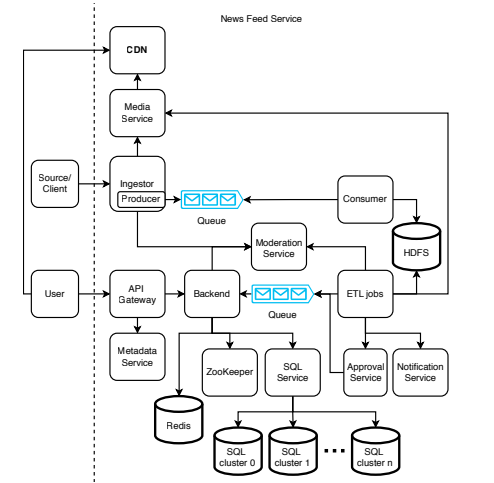 News Feed Service
CDN
Media
Service
Source/
Client
Ingestor
Producer
Queue
Consumer
HDFS
Moderation
Service
User
API
Gateway
Backend
Queue
ETL jobs
Metadata
Service
ZooKeeper
SQL
Service
Approval
Service
Notification
Service
Redis
SQL
cluster 0
SQL
cluster 1
SQL
cluster n